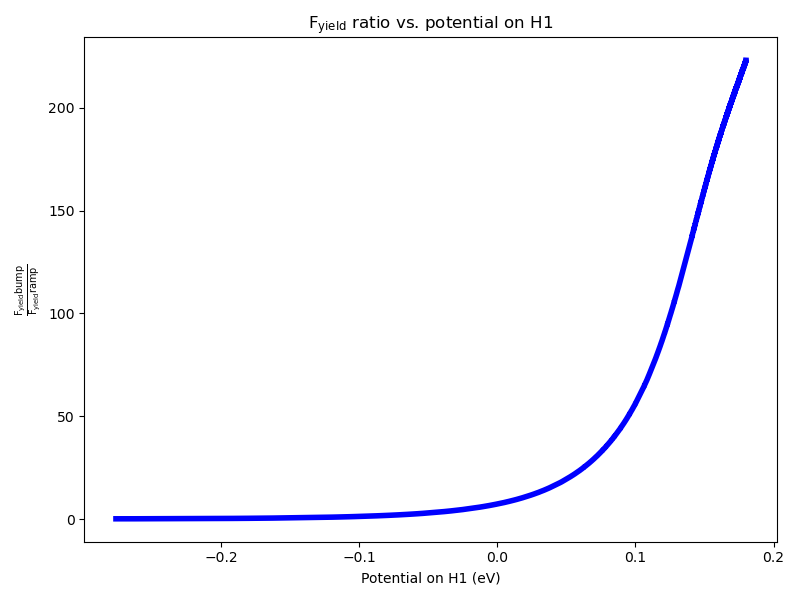 F_yield ratio vs. potential on H1
200
150
100
50
0
F_yield bump
F_yield ramp
−0.2 −0.1 0.0 0.1 0.2
Potential on H1 (eV)